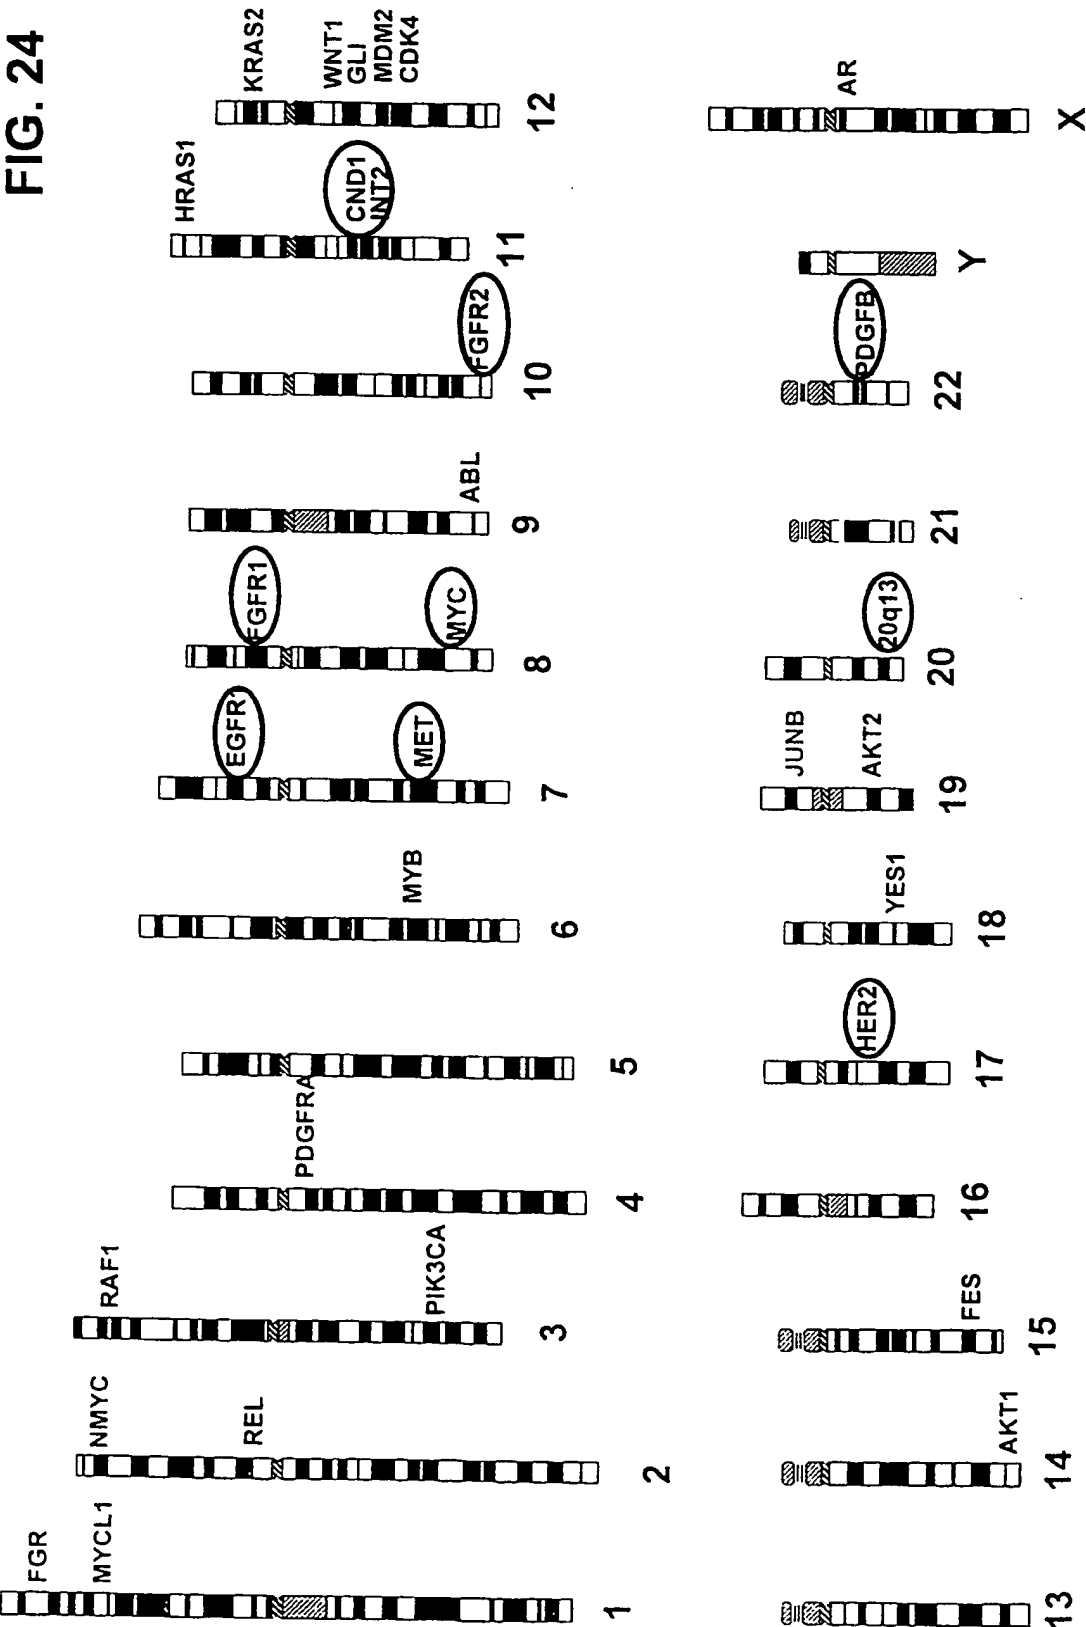 FIG. 24
FGR
MYCL1
1
NMYC
REL
2
RAF1
PIK3CA
3
PDGFRA
4
5
MYB
6
EGFR1
MET
7
FGFR1
MYC
8
ABL
9
FGFR2
10
HRAS1
CND1
INT2
11
KRAS2
WNT1
GLI
MDM2
CDK4
12
13
AKT1
14
FES
15
16
HER2
17
YES1
18
JUNB
AKT2
19
20q13
20
21
PDGFB
22
Y
AR
X